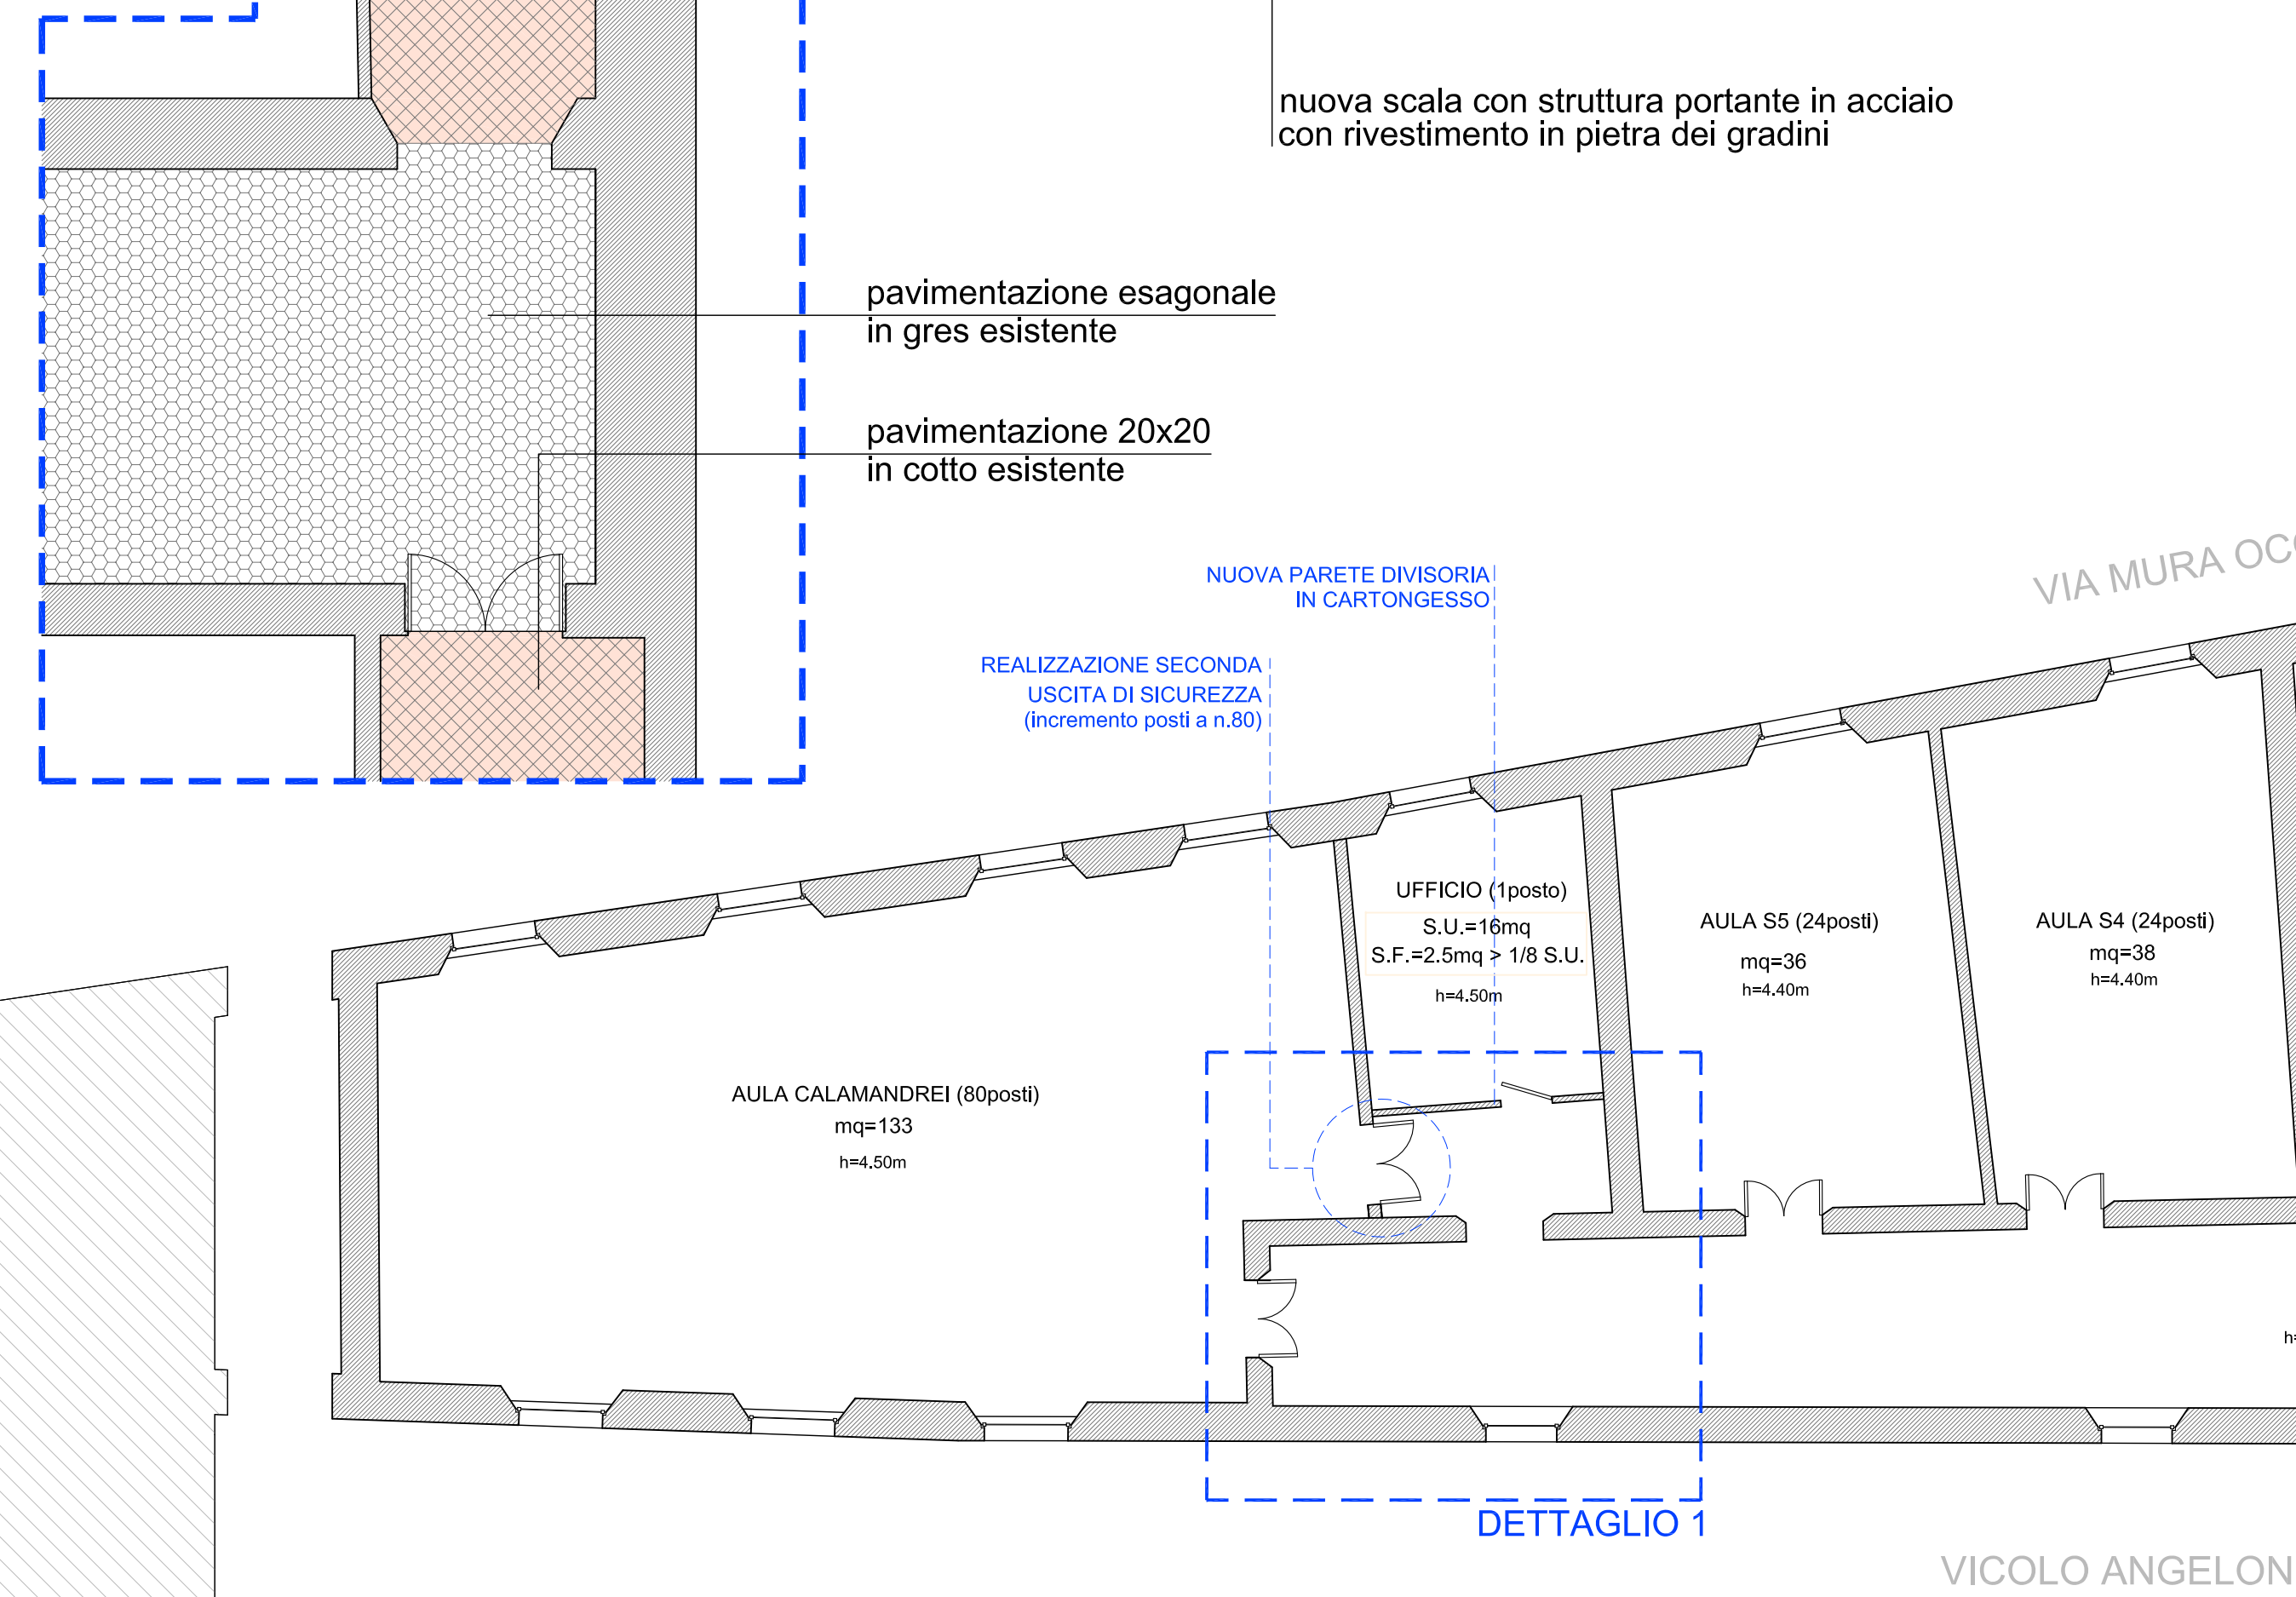 nuova scala con struttura portante in acciaio
con rivestimento in pietra dei gradini
pavimentazione esagonale
in gres esistente
pavimentazione 20x20
in cotto esistente
NUOVA PARETE DIVISORIA
IN CARTONGESSO
REALIZZAZIONE SECONDA
USCITA DI SICUREZZA
(incremento posti a n.80)
VIA MURA
UFFICIO (1posto)
S.U.=16mq
S.F.=2.5mq > 1/8 S.U.
h=4.50m
AULA S5 (24posti)
mq=36
h=4.40m
AULA S4 (24posti)
mq=38
h=4.40m
AULA CALAMANDREI (80posti)
mq=133
h=4.50m
DETTAGLIO 1
VICOLO ANGELON